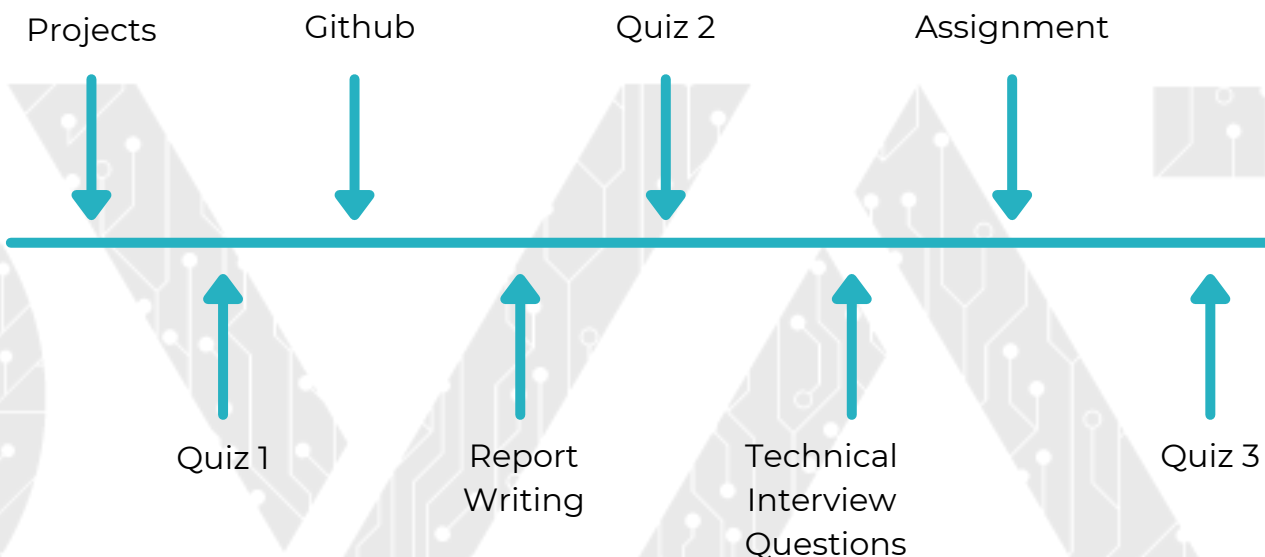 Projects
Github
Quiz 2
Assignment
Quiz 1
Report
Writing
Technical
Interview
Questions
Quiz 3